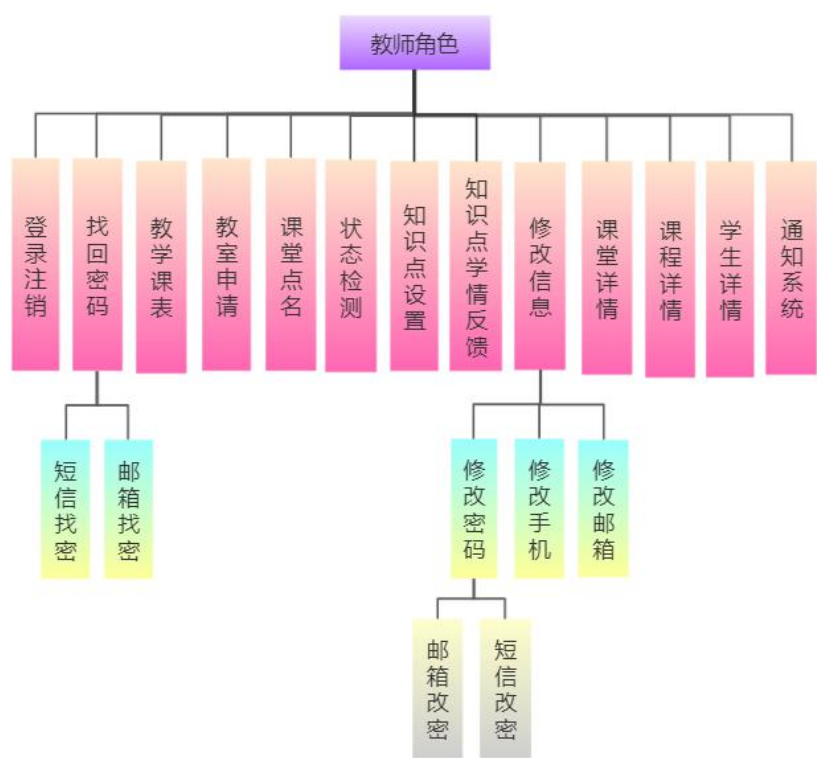 教师角色
登录注销
找回密码
教学课表
教室申请
课堂点名
状态检测
知识点设置
知识点学情反馈
修改信息
课堂详情
课程详情
学生详情
通知系统
短信找密
邮箱找密
修改密码
修改手机
修改邮箱
邮箱改密
短信改密